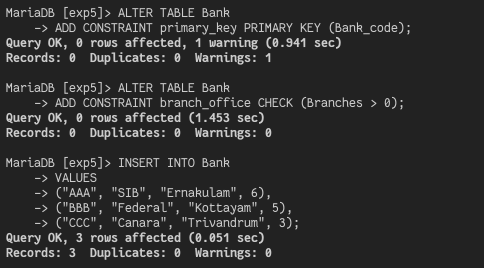 MariaDB [exp5]> ALTER TABLE Bank
-> ADD CONSTRAINT primary_key PRIMARY KEY (Bank_code);
Query OK, 0 rows affected, 1 warning (0.941 sec)
Records: 0 Duplicates: 0 Warnings: 1
MariaDB [exp5]> ALTER TABLE Bank
-> ADD CONSTRAINT branch_office CHECK (Branches > 0);
Query OK, 0 rows affected (1.453 sec)
Records: 0 Duplicates: 0 Warnings: 0
MariaDB [exp5]> INSERT INTO Bank
-> VALUES
-> ("AAA", "SIB", "Ernakulam", 6),
-> ("BBB", "Federal", "Kottayam", 5),
-> ("CCC", "Canara", "Trivandrum", 3);
Query OK, 3 rows affected (0.051 sec)
Records: 3 Duplicates: 0 Warnings: 0